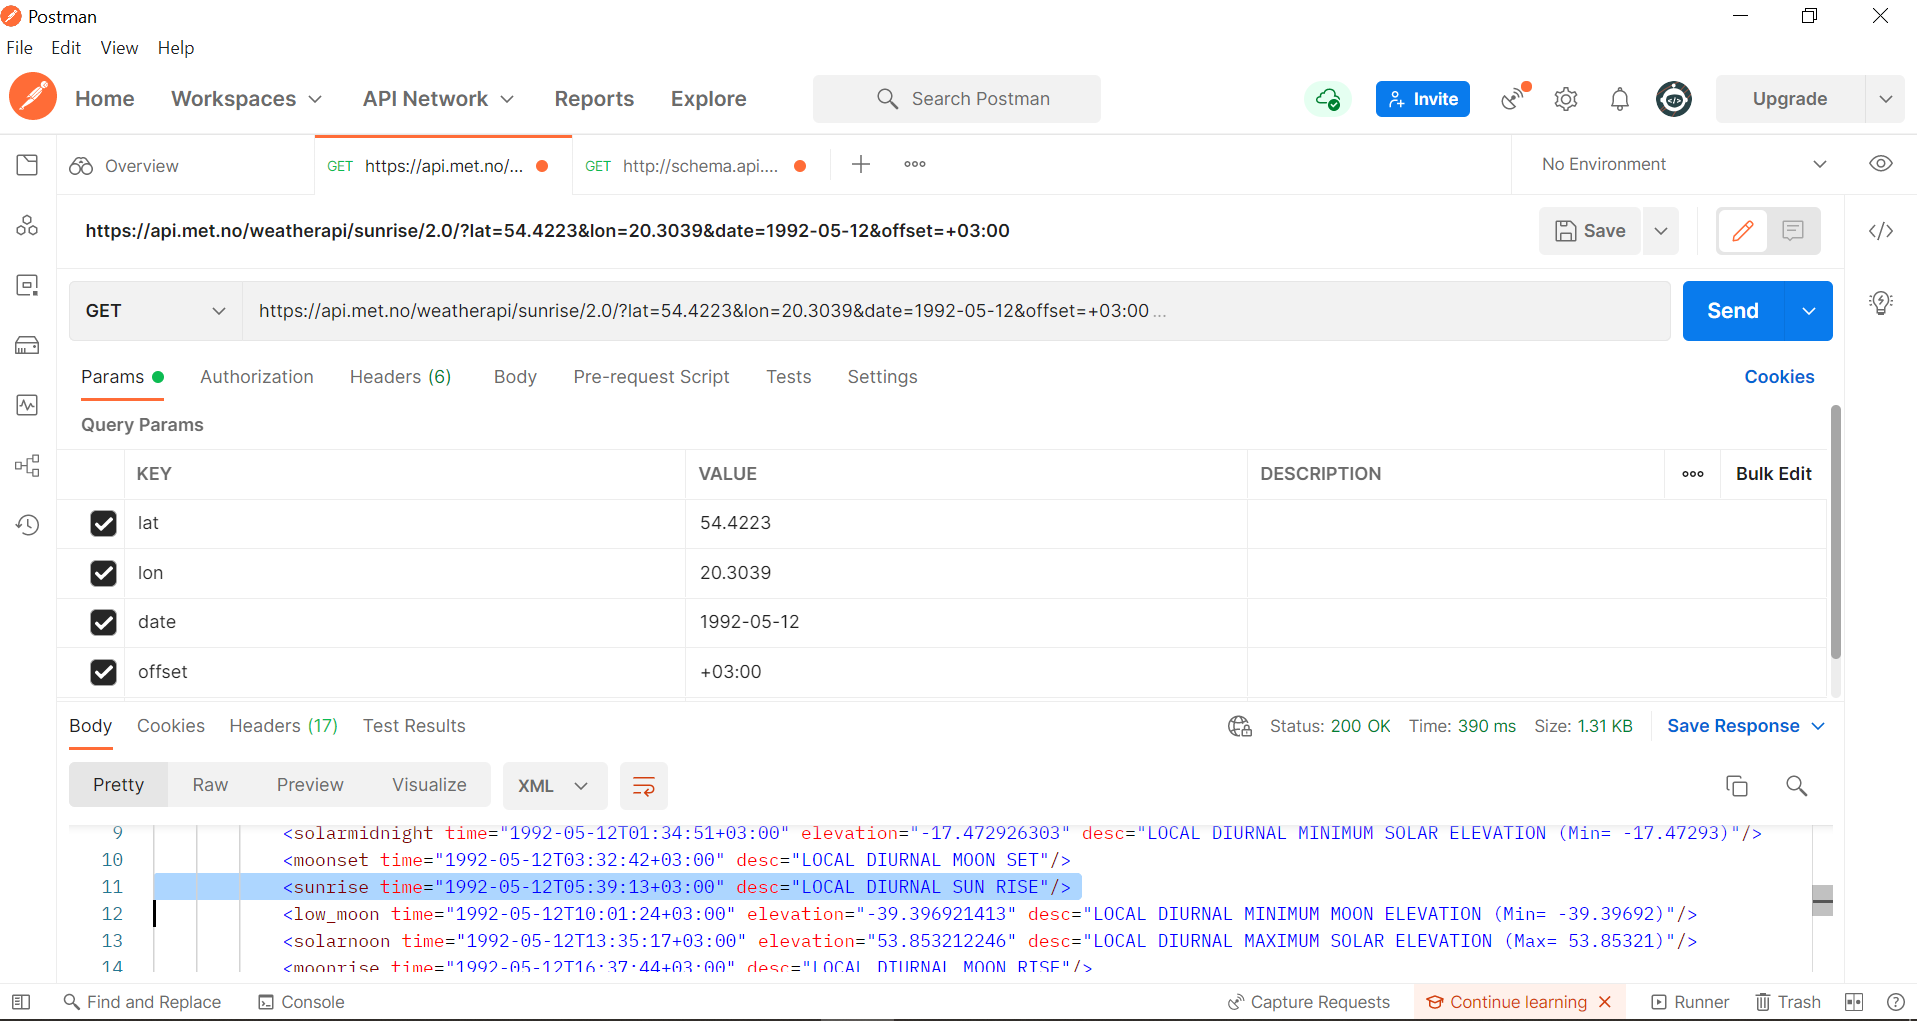 Postman
File Edit View Help
Home Workspaces API Network Reports Explore Search Postman Invite Upgrade
Overview GET https://api.met.no/... GET http://schema.api.... No Environment
https://api.met.no/weatherapi/sunrise/2.0/?lat=54.4223&lon=20.3039&date=1992-05-12&offset=+03:00 Save
GET https://api.met.no/weatherapi/sunrise/2.0/?lat=54.4223&lon=20.3039&date=1992-05-12&offset=+03:00 ... Send
Params Authorization Headers (6) Body Pre-request Script Tests Settings Cookies
Query Params
KEY VALUE DESCRIPTION Bulk Edit
lat 54.4223
lon 20.3039
date 1992-05-12
offset +03:00
Body Cookies Headers (17) Test Results Status: 200 OK Time: 390 ms Size: 1.31 KB Save Response
Pretty Raw Preview Visualize XML
9 <solarmidnight time="1992-05-12T01:34:51+03:00" elevation="-17.472926303" desc="LOCAL DIURNAL MINIMUM SOLAR ELEVATION (Min= -17.47293)"/>
10 <moonset time="1992-05-12T03:32:42+03:00" desc="LOCAL DIURNAL MOON SET"/>
11 <sunrise time="1992-05-12T05:39:13+03:00" desc="LOCAL DIURNAL SUN RISE"/>
12 <low_moon time="1992-05-12T10:01:24+03:00" elevation="-39.396921413" desc="LOCAL DIURNAL MINIMUM MOON ELEVATION (Min= -39.39692)"/>
13 <solarnoon time="1992-05-12T13:35:17+03:00" elevation="53.853212246" desc="LOCAL DIURNAL MAXIMUM SOLAR ELEVATION (Max= 53.85321)"/>
14 <moonrise time="1992-05-12T16:37:44+03:00" desc="LOCAL DIURNAL MOON RISE"/>
Find and Replace Console Capture Requests Continue learning Runner Trash